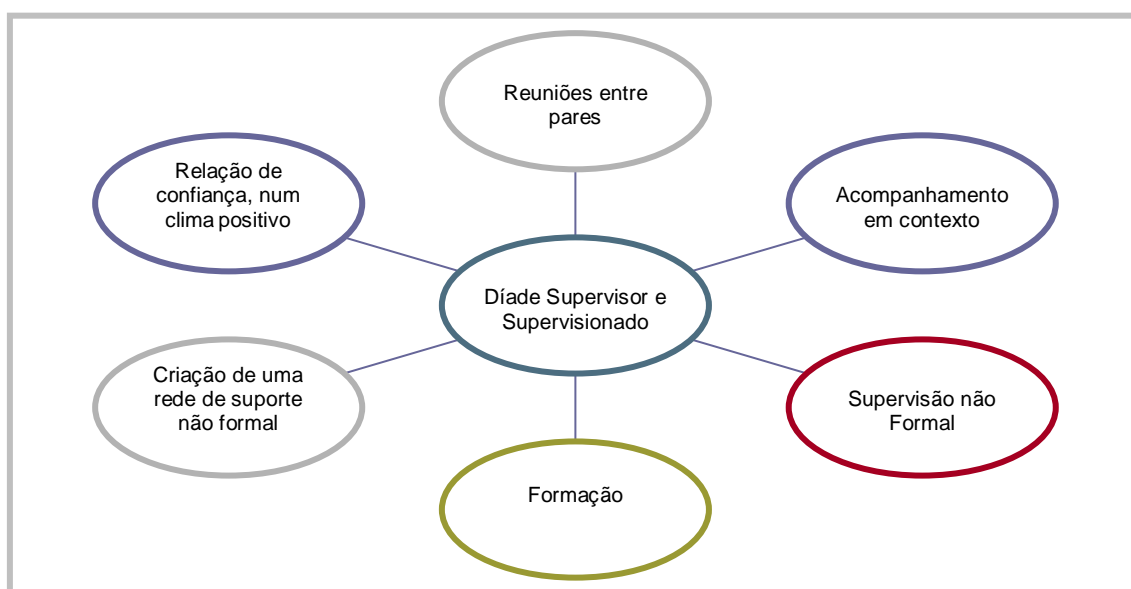 Reuniões entre
pares
Relação de
confiança, num
clima positivo
Acompanhamento
em contexto
Díade Supervisor e
Supervisionado
Criação de uma
rede de suporte
não formal
Supervisão não
Formal
Formação